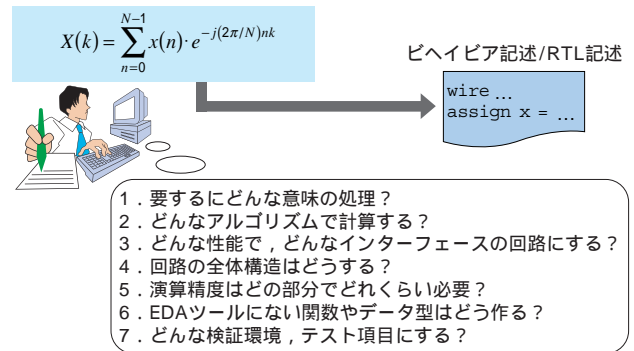 X(k) = \sum_{n=0}^{N-1} x(n)·e^{-j(2π/N)nk}
ビヘイビア記述/RTL記述
wire ...
assign x = ...
1．要するにどんな意味の処理？
2．どんなアルゴリズムで計算する？
3．どんな性能で，どんなインターフェースの回路にする？
4．回路の全体構造はどうする？
5．演算精度はどの部分でどれくらい必要？
6．EDAツールにない関数やデータ型はどう作る？
7．どんな検証環境，テスト項目にする？